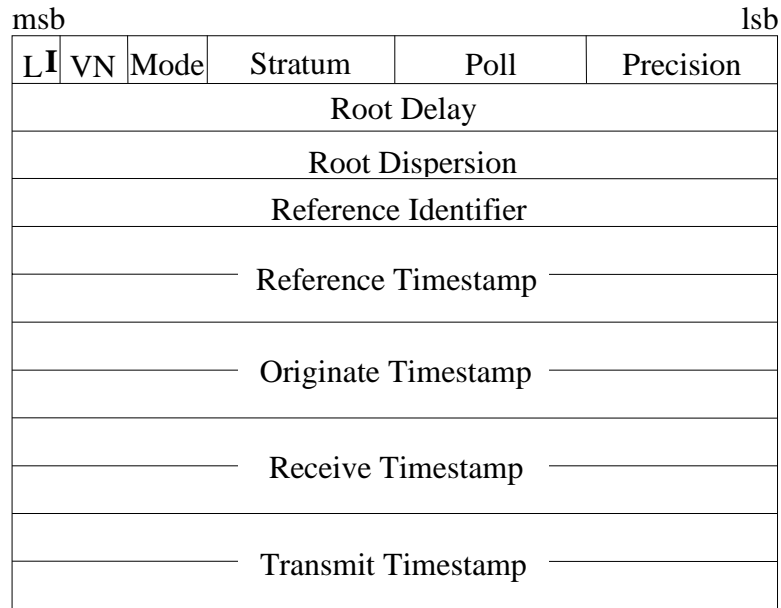 msb lsb
LI VN Mode Stratum Poll Precision
Root Delay
Root Dispersion
Reference Identifier
Reference Timestamp
Originate Timestamp
Receive Timestamp
Transmit Timestamp